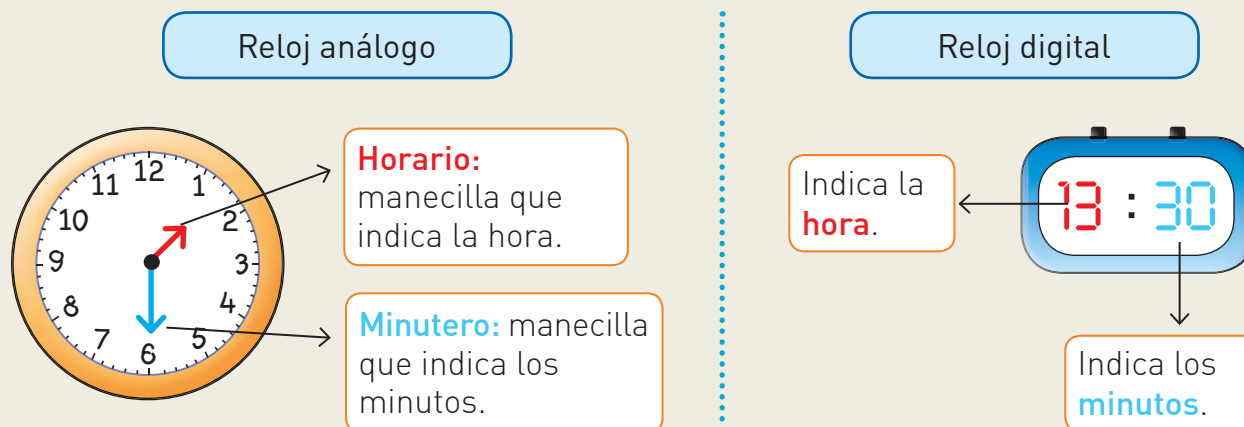 Reloj análogo
12
1
2
3
4
5
6
7
8
9
10
11
Horario:
manecilla que
indica la hora.
Minutero: manecilla
que indica los
minutos.
Reloj digital
Indica la
hora.
13 : 30
Indica los
minutos.